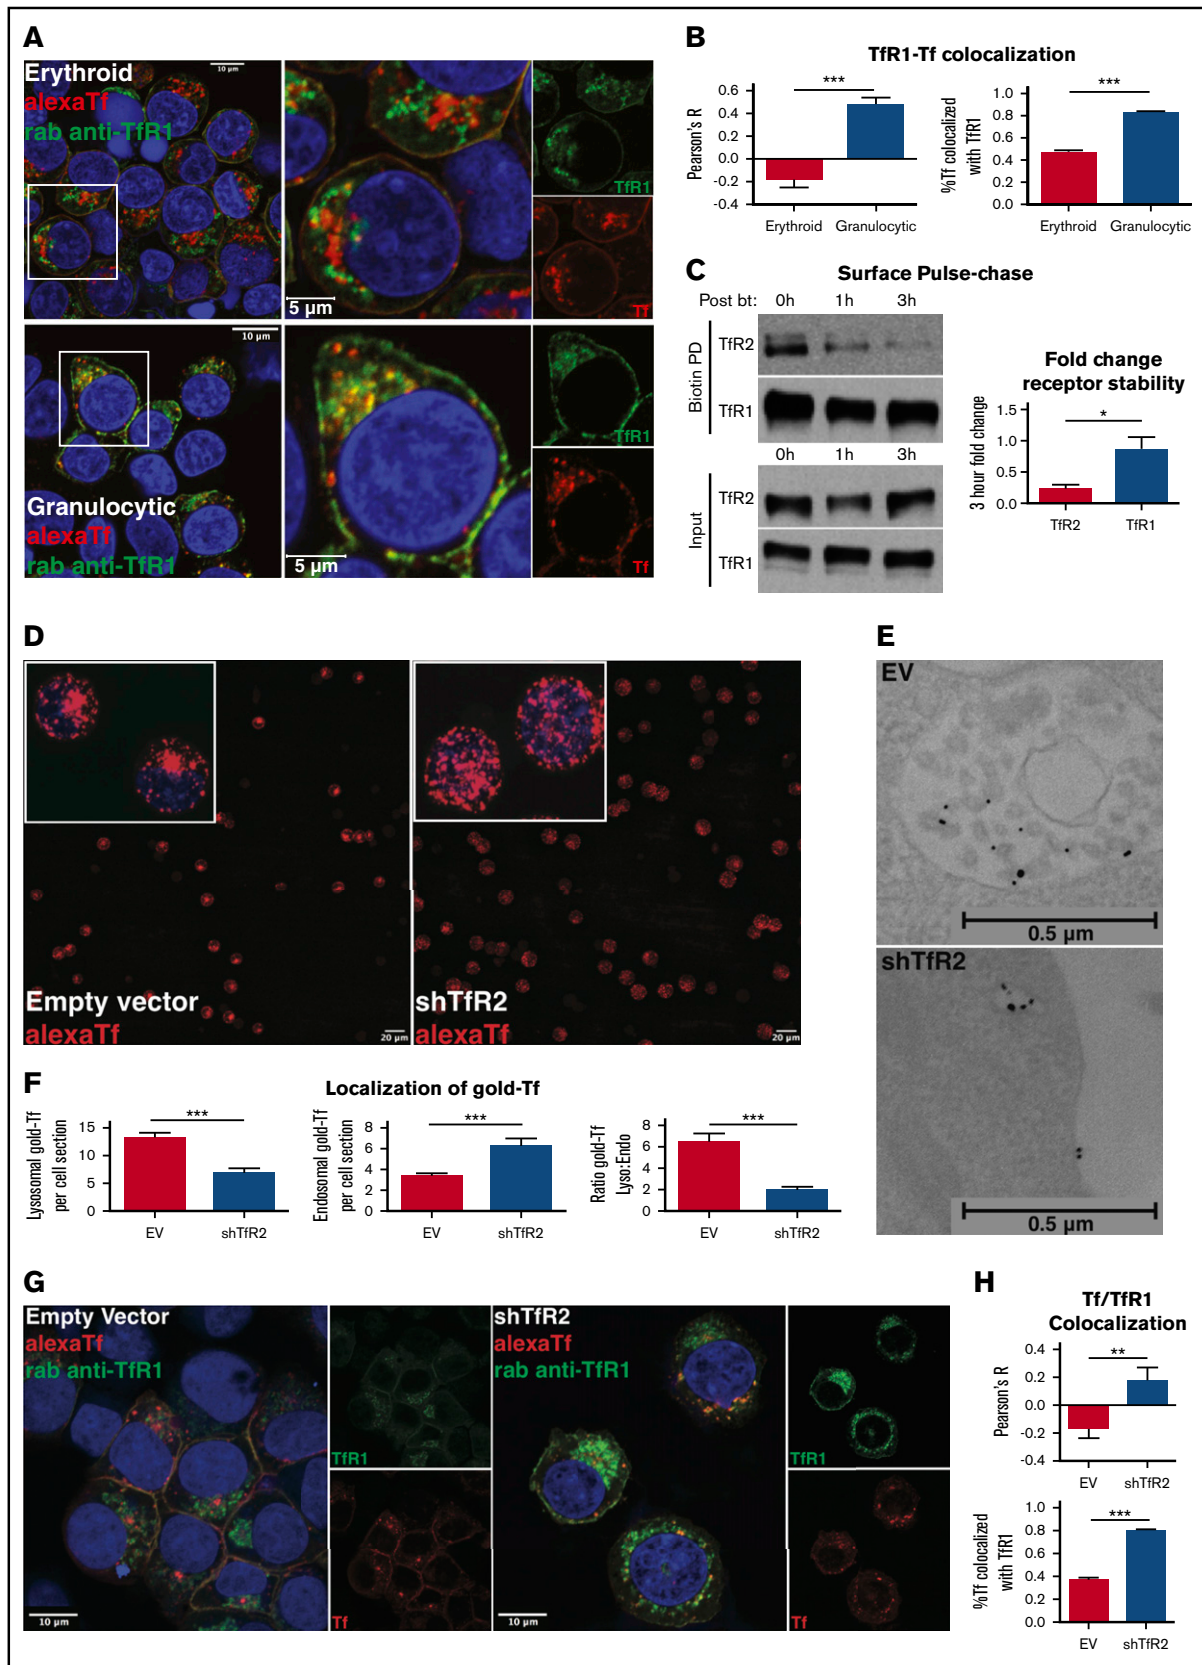 A
Erythroid
alexaTf
rab anti-TfR1
10 μm
5 μm
TfR1
Tf
Granulocytic
alexaTf
rab anti-TfR1
10 μm
5 μm
TfR1
Tf
B
TfR1-Tf colocalization
Pearson's R
0.6
0.4
0.2
0.0
-0.2
-0.4
***
Erythroid
Granulocytic
%Tf colocalized
with TfR1
1.0
0.8
0.6
0.4
0.2
0.0
***
Erythroid
Granulocytic
C
Surface Pulse-chase
Post bt: 0h 1h 3h
Biotin PD
TfR2
TfR1
0h 1h 3h
Input
TfR2
TfR1
Fold change
receptor stability
3 hour fold change
1.5
1.0
0.5
0.0
*
TfR2
TfR1
D
Empty vector
alexaTf
20 μm
shTfR2
alexaTf
20 μm
E
EV
0.5 μm
shTfR2
0.5 μm
F
Localization of gold-Tf
Lysosomal gold-Tf
per cell section
15
10
5
0
***
EV
shTfR2
Endosomal gold-Tf
per cell section
8
6
4
2
0
***
EV
shTfR2
Ratio gold-Tf
Lyso:Endo
8
6
4
2
0
***
EV
shTfR2
G
Empty Vector
alexaTf
rab anti-TfR1
10 μm
TfR1
Tf
shTfR2
alexaTf
rab anti-TfR1
10 μm
TfR1
Tf
H
Tf/TfR1
Colocalization
Pearson's R
0.4
0.2
0.0
-0.2
-0.4
**
EV
shTfR2
%Tf colocalized
with TfR1
1.0
0.8
0.6
0.4
0.2
0.0
***
EV
shTfR2